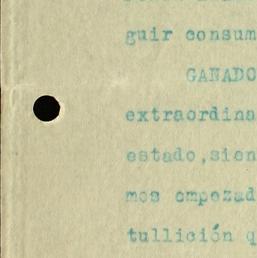 guir consum
GANADO
extraordina
estado,sien
mos empezad
tullición q